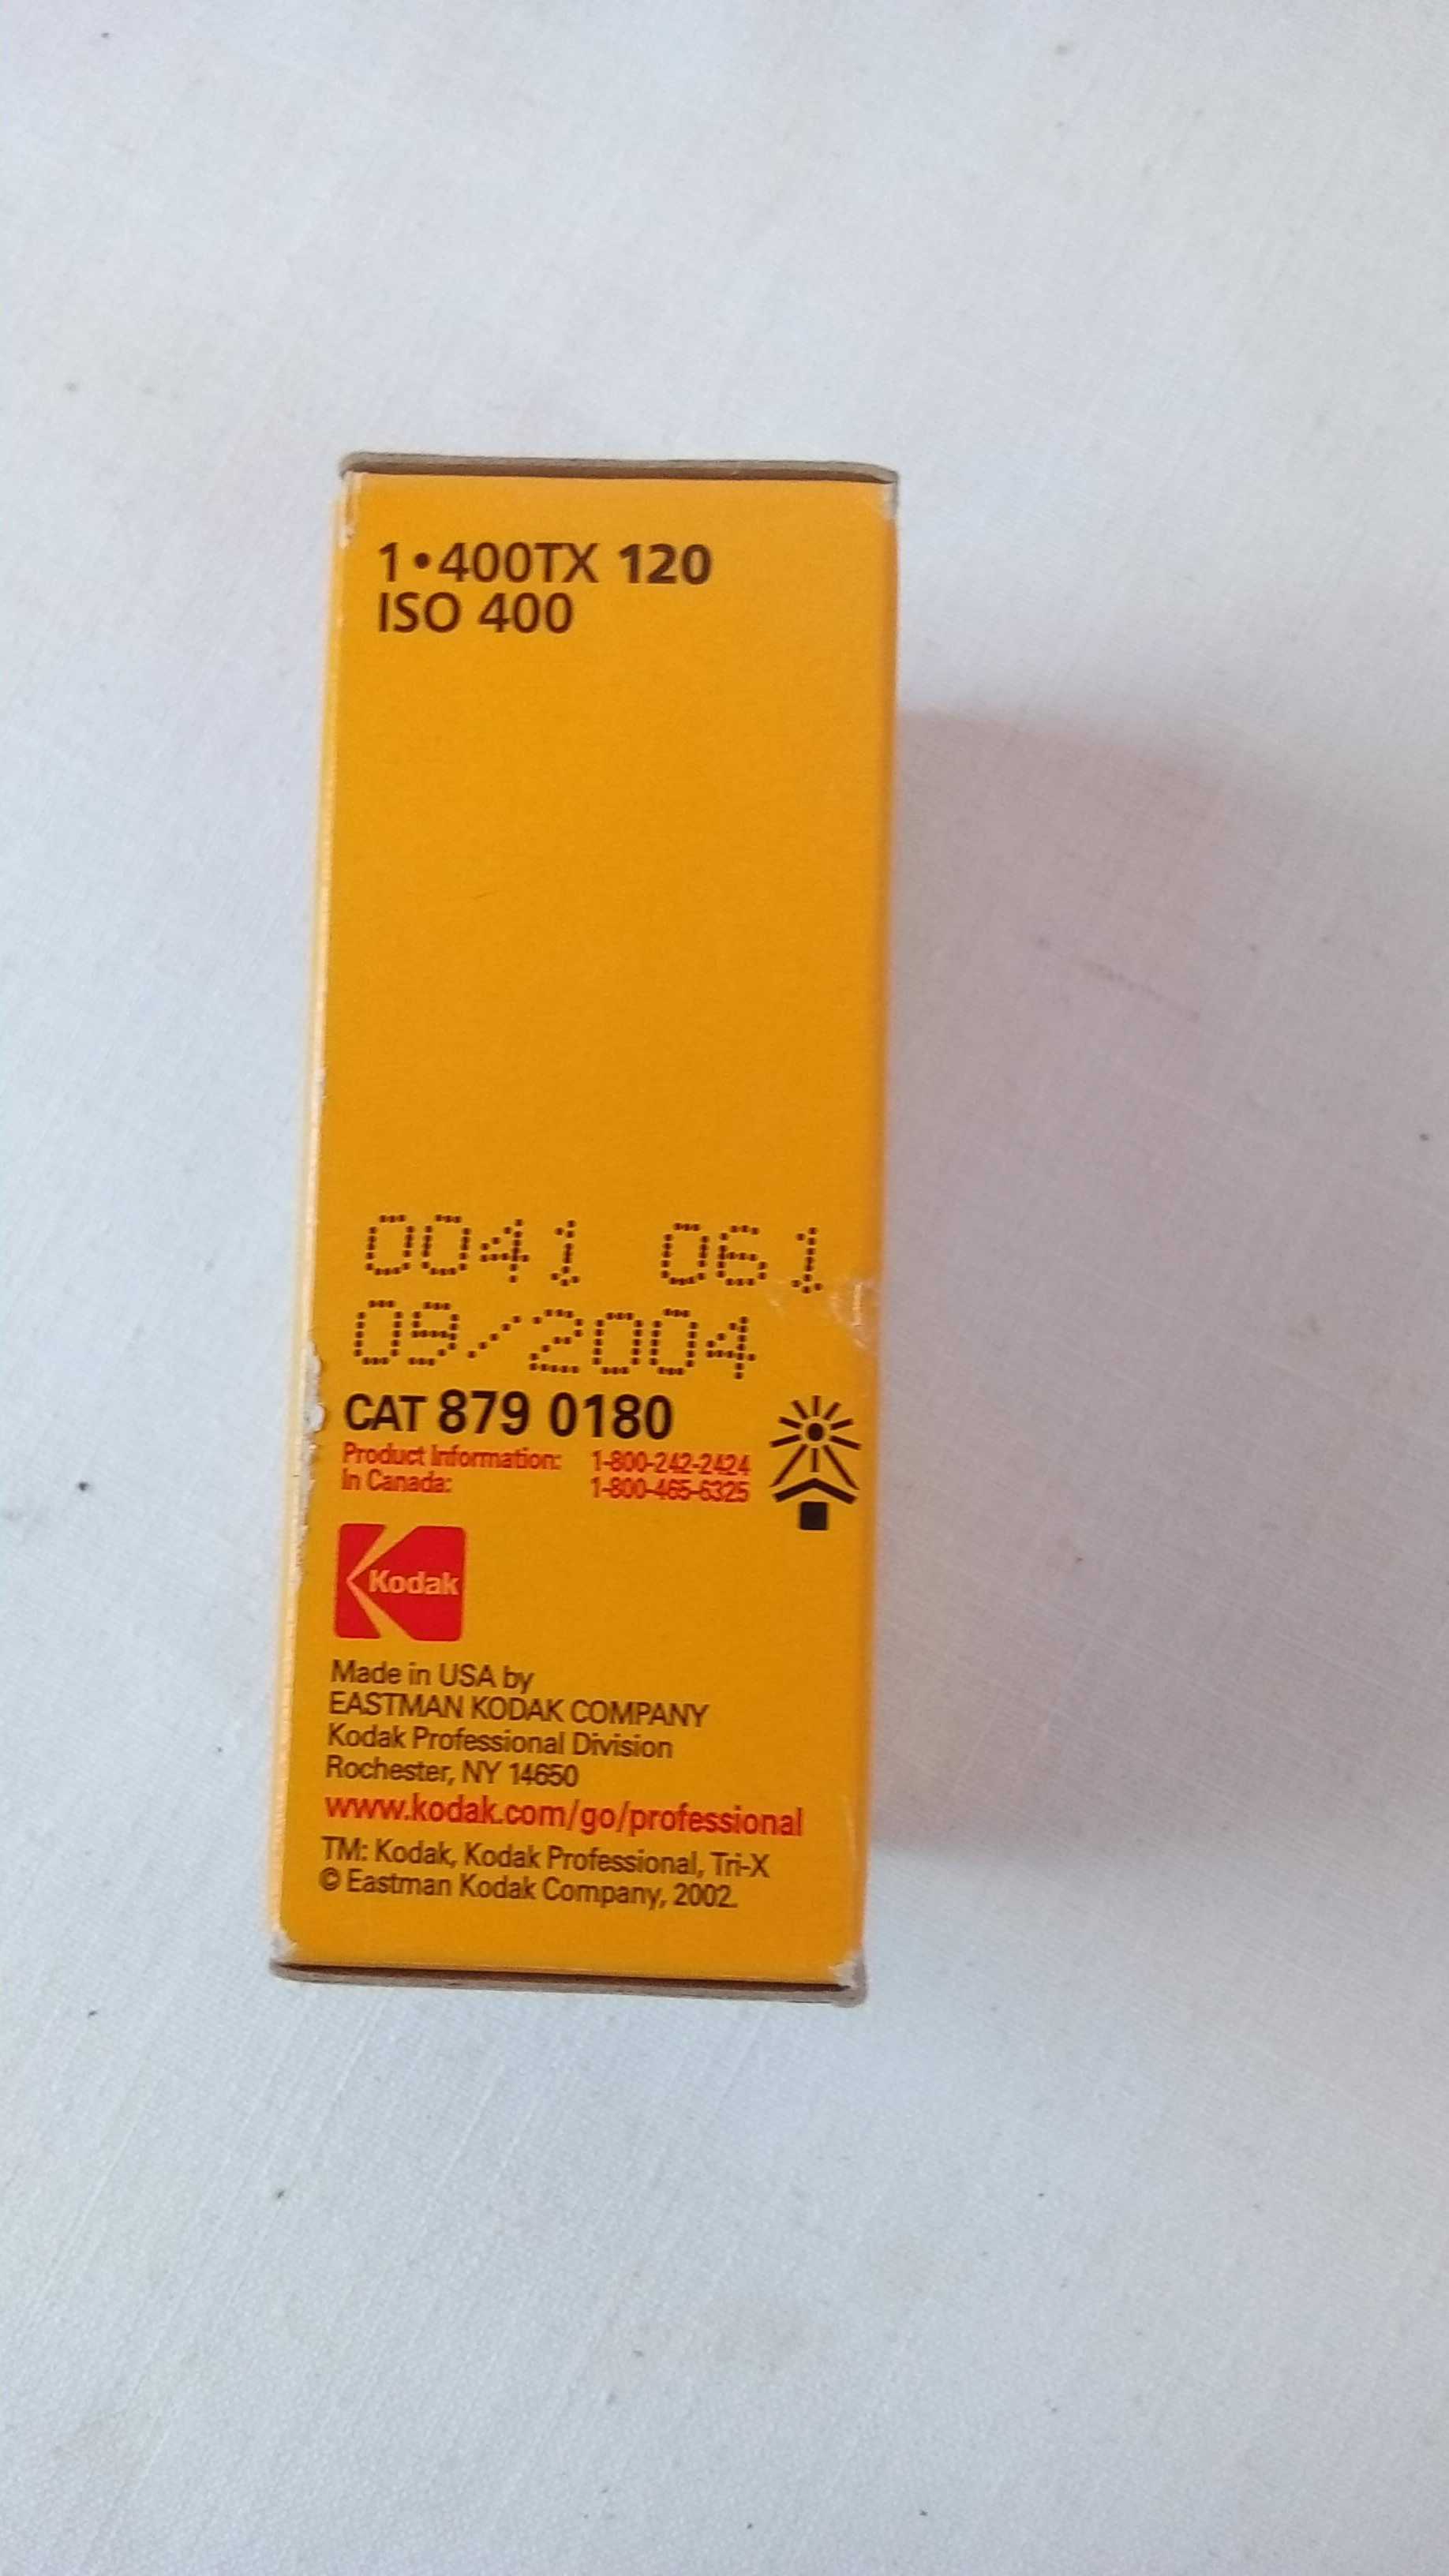 1•400TX 120
ISO 400
0041 061
09/2004
CAT 879 0180
Product Information: 1-800-242-2424
In Canada: 1-800-465-6325
Kodak
Made in USA by
EASTMAN KODAK COMPANY
Kodak Professional Division
Rochester, NY 14650
www.kodak.com/go/professional
TM: Kodak, Kodak Professional, Tri-X
© Eastman Kodak Company, 2002.